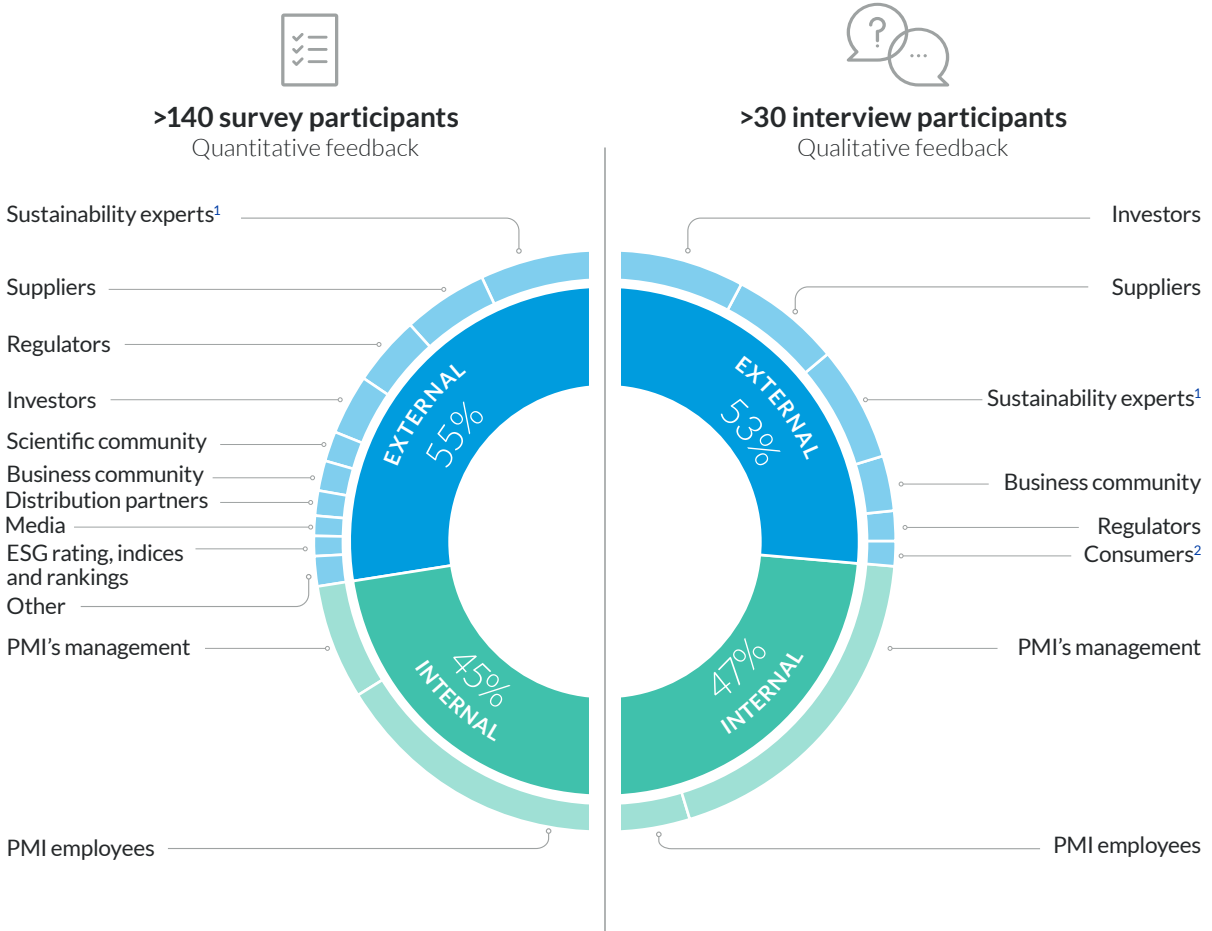 ?
...
>140 survey participants
Quantitative feedback
Sustainability experts1
Suppliers
Regulators
Investors
Scientific community
Business community
Distribution partners
Media
ESG rating, indices
and rankings
Other
PMI's management
PMI employees
EXTERNAL
55%
45%
INTERNAL
>30 interview participants
Qualitative feedback
Investors
Suppliers
Sustainability experts1
Business community
Regulators
Consumers2
PMI's management
PMI employees
EXTERNAL
53%
47%
INTERNAL